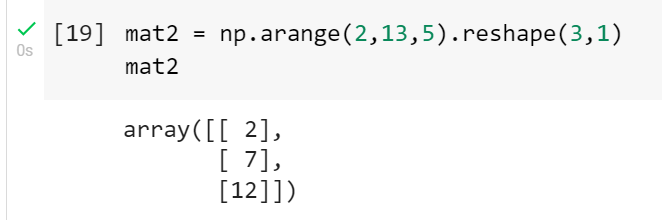 [19] mat2 = np.arange(2,13,5).reshape(3,1)
0s
mat2
array([[ 2],
       [ 7],
       [12]])